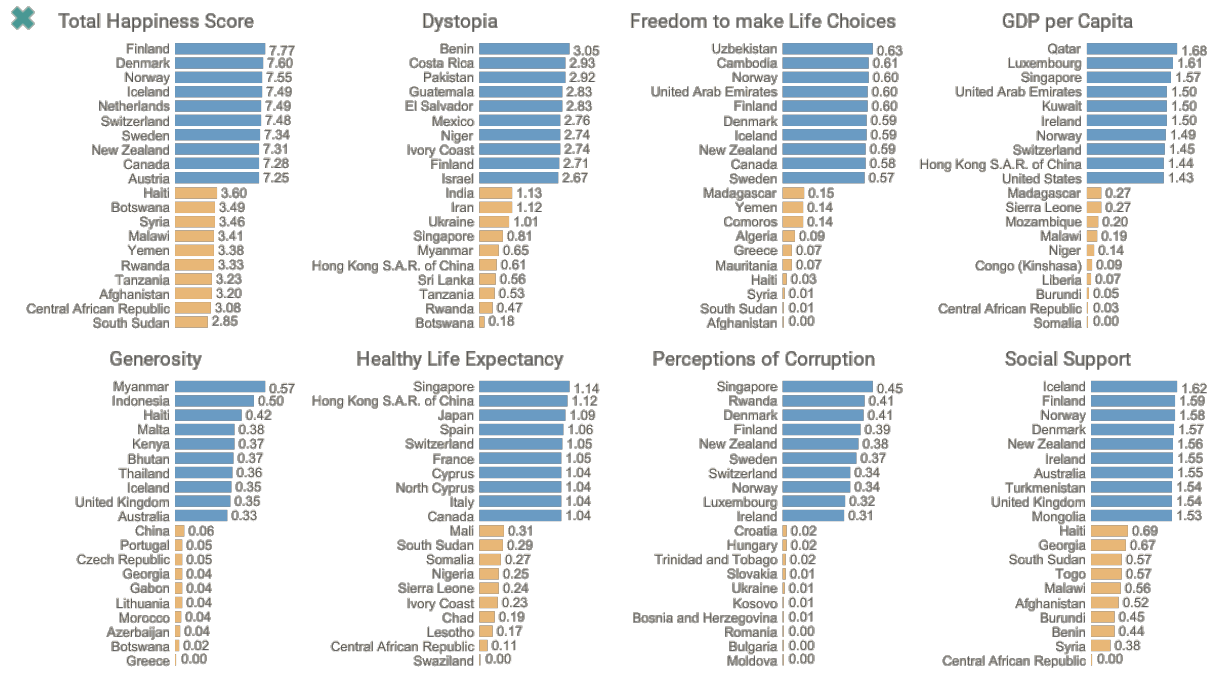 Total Happiness Score
Finland 7.77
Denmark 7.60
Norway 7.55
Iceland 7.49
Netherlands 7.49
Switzerland 7.48
Sweden 7.34
New Zealand 7.31
Canada 7.28
Austria 7.25
Haiti 3.60
Botswana 3.49
Syria 3.46
Malawi 3.41
Yemen 3.38
Rwanda 3.33
Tanzania 3.23
Afghanistan 3.20
Central African Republic 3.08
South Sudan 2.85
Dystopia
Benin 3.05
Costa Rica 2.93
Pakistan 2.92
Guatemala 2.83
El Salvador 2.83
Mexico 2.76
Niger 2.74
Ivory Coast 2.74
Finland 2.71
Israel 2.67
India 1.13
Iran 1.12
Ukraine 1.01
Singapore 0.81
Myanmar 0.65
Hong Kong S.A.R. of China 0.61
Sri Lanka 0.56
Tanzania 0.53
Rwanda 0.47
Botswana 0.18
Freedom to make Life Choices
Uzbekistan 0.63
Cambodia 0.61
Norway 0.60
United Arab Emirates 0.60
Finland 0.60
Denmark 0.59
Iceland 0.59
New Zealand 0.59
Canada 0.58
Sweden 0.57
Madagascar 0.15
Yemen 0.14
Comoros 0.14
Algeria 0.09
Greece 0.07
Mauritania 0.07
Haiti 0.03
Syria 0.01
South Sudan 0.01
Afghanistan 0.00
GDP per Capita
Qatar 1.68
Luxembourg 1.61
Singapore 1.57
United Arab Emirates 1.50
Kuwait 1.50
Ireland 1.50
Norway 1.49
Switzerland 1.45
Hong Kong S.A.R. of China 1.44
United States 1.43
Madagascar 0.27
Sierra Leone 0.27
Mozambique 0.20
Malawi 0.19
Niger 0.14
Congo (Kinshasa) 0.09
Liberia 0.07
Burundi 0.05
Central African Republic 0.03
Somalia 0.00
Generosity
Myanmar 0.57
Indonesia 0.50
Haiti 0.42
Malta 0.38
Kenya 0.37
Bhutan 0.37
Thailand 0.36
Iceland 0.35
United Kingdom 0.35
Australia 0.33
China 0.06
Portugal 0.05
Czech Republic 0.05
Georgia 0.04
Gabon 0.04
Lithuania 0.04
Morocco 0.04
Azerbaijan 0.04
Botswana 0.02
Greece 0.00
Healthy Life Expectancy
Singapore 1.14
Hong Kong S.A.R. of China 1.12
Japan 1.09
Spain 1.06
Switzerland 1.05
France 1.05
Cyprus 1.04
North Cyprus 1.04
Italy 1.04
Canada 1.04
Mali 0.31
South Sudan 0.29
Somalia 0.27
Nigeria 0.25
Sierra Leone 0.24
Ivory Coast 0.23
Chad 0.19
Lesotho 0.17
Central African Republic 0.11
Swaziland 0.00
Perceptions of Corruption
Singapore 0.45
Rwanda 0.41
Denmark 0.41
Finland 0.39
New Zealand 0.38
Sweden 0.37
Switzerland 0.34
Norway 0.34
Luxembourg 0.32
Ireland 0.31
Croatia 0.02
Hungary 0.02
Trinidad and Tobago 0.02
Slovakia 0.01
Ukraine 0.01
Kosovo 0.01
Bosnia and Herzegovina 0.01
Romania 0.00
Bulgaria 0.00
Moldova 0.00
Social Support
Iceland 1.62
Finland 1.59
Norway 1.58
Denmark 1.57
New Zealand 1.56
Ireland 1.55
Australia 1.55
Turkmenistan 1.54
United Kingdom 1.54
Mongolia 1.53
Haiti 0.69
Georgia 0.67
South Sudan 0.57
Togo 0.57
Malawi 0.56
Afghanistan 0.52
Burundi 0.45
Benin 0.44
Syria 0.38
Central African Republic 0.00